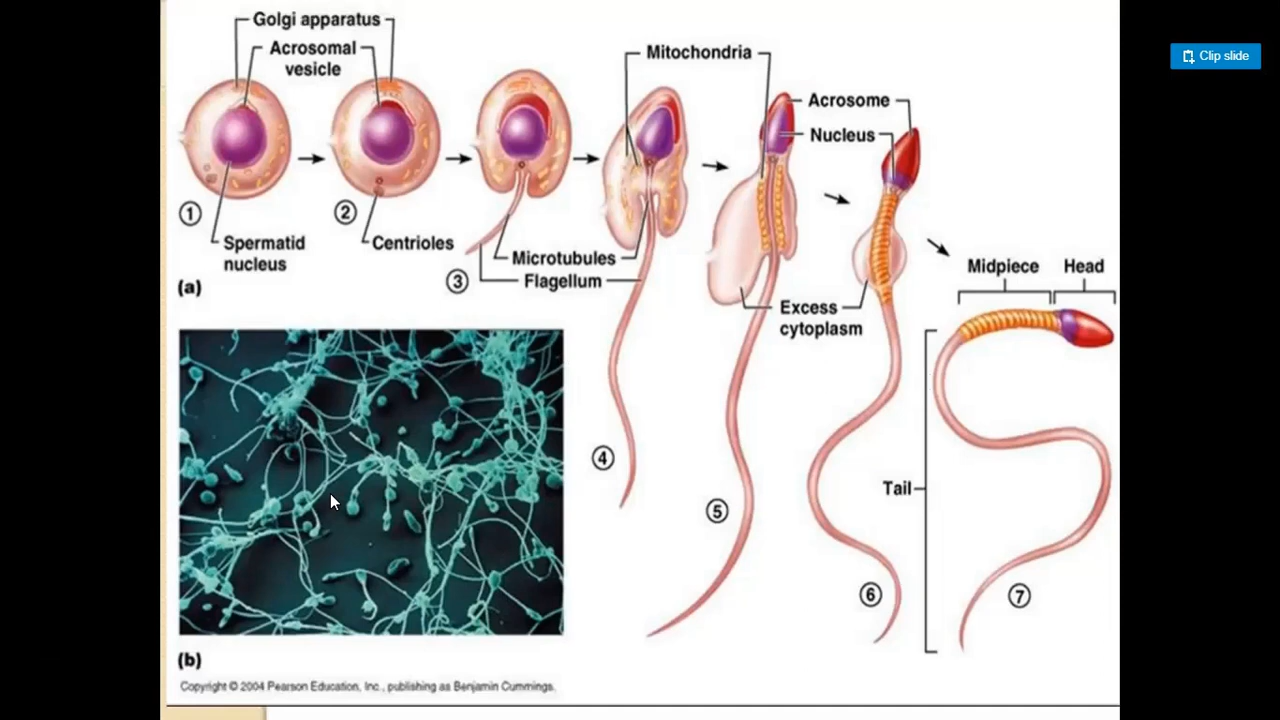 Golgi apparatus
Acrosomal
vesicle
Mitochondria
Clip slide
Acrosome
Nucleus
1
2
Spermatid
nucleus
Centrioles
Microtubules
3
Flagellum
(a)
Midpiece
Head
Excess
cytoplasm
4
Tail
5
6
7
(b)
Copyright © 2004 Pearson Education, Inc., publishing as Benjamin Cummings.